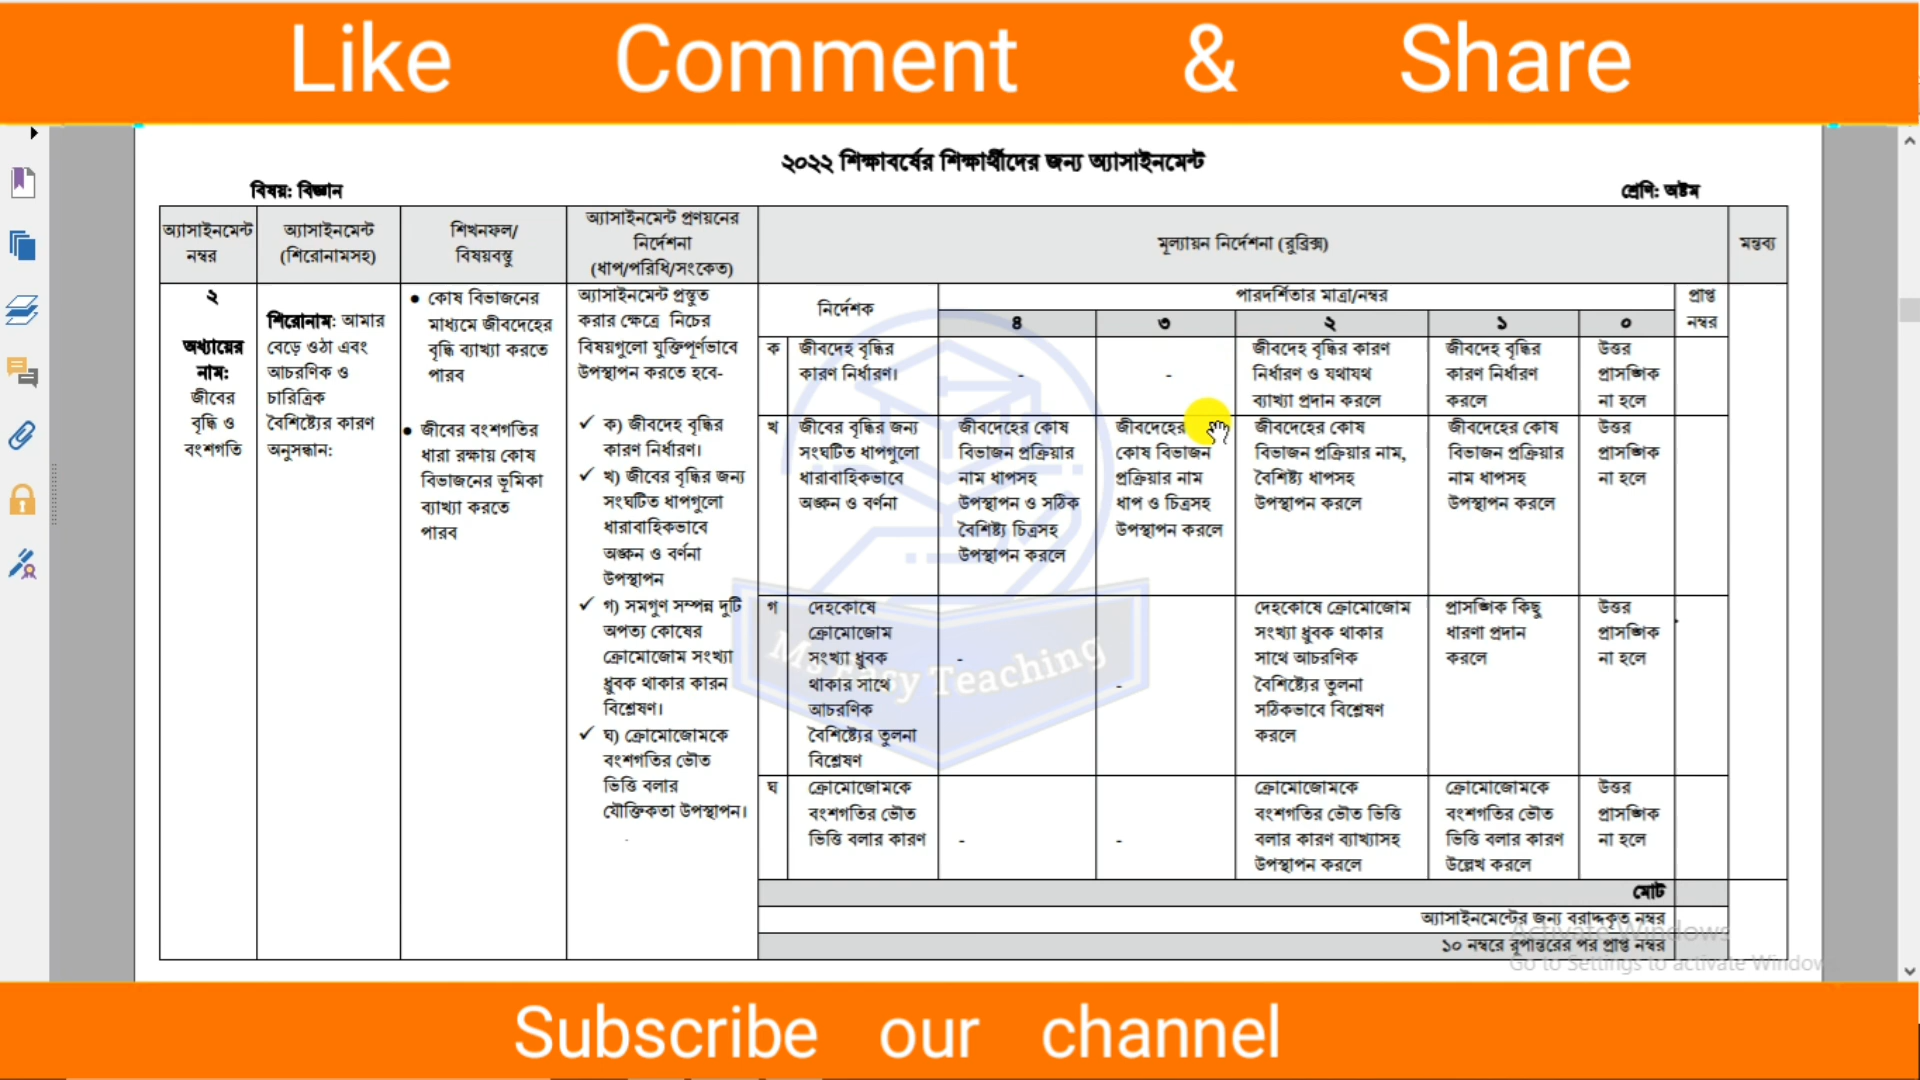 Like Comment & Share
২০২২ শিক্ষাবর্ষের শিক্ষার্থীদের জন্য অ্যাসাইনমেন্ট
বিষয়: বিজ্ঞান
শ্রেণি: অষ্টম
অ্যাসাইনমেন্ট
নম্বর
অ্যাসাইনমেন্ট
(শিরোনামসহ)
শিখনফল/
বিষয়বস্তু
অ্যাসাইনমেন্ট প্রণয়নের
নির্দেশনা
(ধাপ/পরিধি/সংকেত)
মূল্যায়ন নির্দেশনা (রুব্রিক্স)
মন্তব্য
২
অধ্যায়ের
নাম:
জীবের
বৃদ্ধি ও
বংশগতি
শিরোনাম: আমার
বেড়ে ওঠা এবং
আচরণিক ও
চারিত্রিক
বৈশিষ্ট্যের কারণ
অনুসন্ধান:
● কোষ বিভাজনের
মাধ্যমে জীবদেহের
বৃদ্ধি ব্যাখ্যা করতে
পারব
● জীবের বংশগতির
ধারা রক্ষায় কোষ
বিভাজনের ভূমিকা
ব্যাখ্যা করতে
পারব
অ্যাসাইনমেন্ট প্রস্তুত
করার ক্ষেত্রে নিচের
বিষয়গুলো যুক্তিপূর্ণভাবে
উপস্থাপন করতে হবে-
✓ ক) জীবদেহ বৃদ্ধির
কারণ নির্ধারণ।
✓ খ) জীবের বৃদ্ধির জন্য
সংঘটিত ধাপগুলো
ধারাবাহিকভাবে
অঙ্কন ও বর্ণনা
উপস্থাপন
✓ গ) সমগুণ সম্পন্ন দুটি
অপত্য কোষের
ক্রোমোজোম সংখ্যা
ধ্রুবক থাকার কারন
বিশ্লেষণ।
✓ ঘ) ক্রোমোজোমকে
বংশগতির ভৌত
ভিত্তি বলার
যৌক্তিকতা উপস্থাপন।
নির্দেশক
পারদর্শিতার মাত্রা/নম্বর
প্রাপ্ত
নম্বর
৪ ৩ ২ ১ ০
ক
জীবদেহ বৃদ্ধির
কারণ নির্ধারণ।
-
-
জীবদেহ বৃদ্ধির কারণ
নির্ধারণ ও যথাযথ
ব্যাখ্যা প্রদান করলে
জীবদেহ বৃদ্ধির
কারণ নির্ধারণ
করলে
উত্তর
প্রাসঙ্গিক
না হলে
খ
জীবের বৃদ্ধির জন্য
সংঘটিত ধাপগুলো
ধারাবাহিকভাবে
অঙ্কন ও বর্ণনা
জীবদেহের কোষ
বিভাজন প্রক্রিয়ার
নাম ধাপসহ
উপস্থাপন ও সঠিক
বৈশিষ্ট্য চিত্রসহ
উপস্থাপন করলে
জীবদেহের
কোষ বিভাজন
প্রক্রিয়ার নাম
ধাপ ও চিত্রসহ
উপস্থাপন করলে
জীবদেহের কোষ
বিভাজন প্রক্রিয়ার নাম,
বৈশিষ্ট্য ধাপসহ
উপস্থাপন করলে
জীবদেহের কোষ
বিভাজন প্রক্রিয়ার
নাম ধাপসহ
উপস্থাপন করলে
উত্তর
প্রাসঙ্গিক
না হলে
গ
দেহকোষে
ক্রোমোজোম
সংখ্যা ধ্রুবক
থাকার সাথে
আচরণিক
বৈশিষ্ট্যের তুলনা
বিশ্লেষণ
-
-
দেহকোষে ক্রোমোজোম
সংখ্যা ধ্রুবক থাকার
সাথে আচরণিক
বৈশিষ্ট্যের তুলনা
সঠিকভাবে বিশ্লেষণ
করলে
প্রাসঙ্গিক কিছু
ধারণা প্রদান
করলে
উত্তর
প্রাসঙ্গিক
না হলে
ঘ
ক্রোমোজোমকে
বংশগতির ভৌত
ভিত্তি বলার কারণ
-
-
ক্রোমোজোমকে
বংশগতির ভৌত ভিত্তি
বলার কারণ ব্যাখ্যাসহ
উপস্থাপন করলে
ক্রোমোজোমকে
বংশগতির ভৌত
ভিত্তি বলার কারণ
উল্লেখ করলে
উত্তর
প্রাসঙ্গিক
না হলে
মোট
অ্যাসাইনমেন্টের জন্য বরাদ্দকৃত নম্বর
১০ নম্বরে রূপান্তরের পর প্রাপ্ত নম্বর
Ms Easy Teaching
Activate Windows
Go to Settings to activate Window
Subscribe our channel